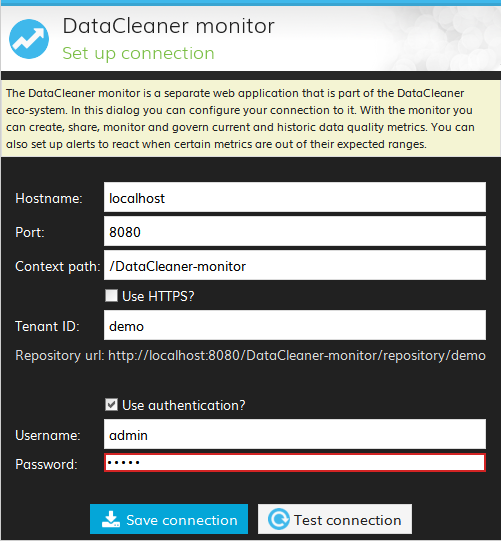 DataCleaner monitor
Set up connection
The DataCleaner monitor is a separate web application that is part of the DataCleaner
eco-system. In this dialog you can configure your connection to it. With the monitor you
can create, share, monitor and govern current and historic data quality metrics. You can
also set up alerts to react when certain metrics are out of their expected ranges.
Hostname: localhost
Port: 8080
Context path: /DataCleaner-monitor
Use HTTPS?
Tenant ID: demo
Repository url: http://localhost:8080/DataCleaner-monitor/repository/demo
Use authentication?
Username: admin
Password: •••••
Save connection Test connection